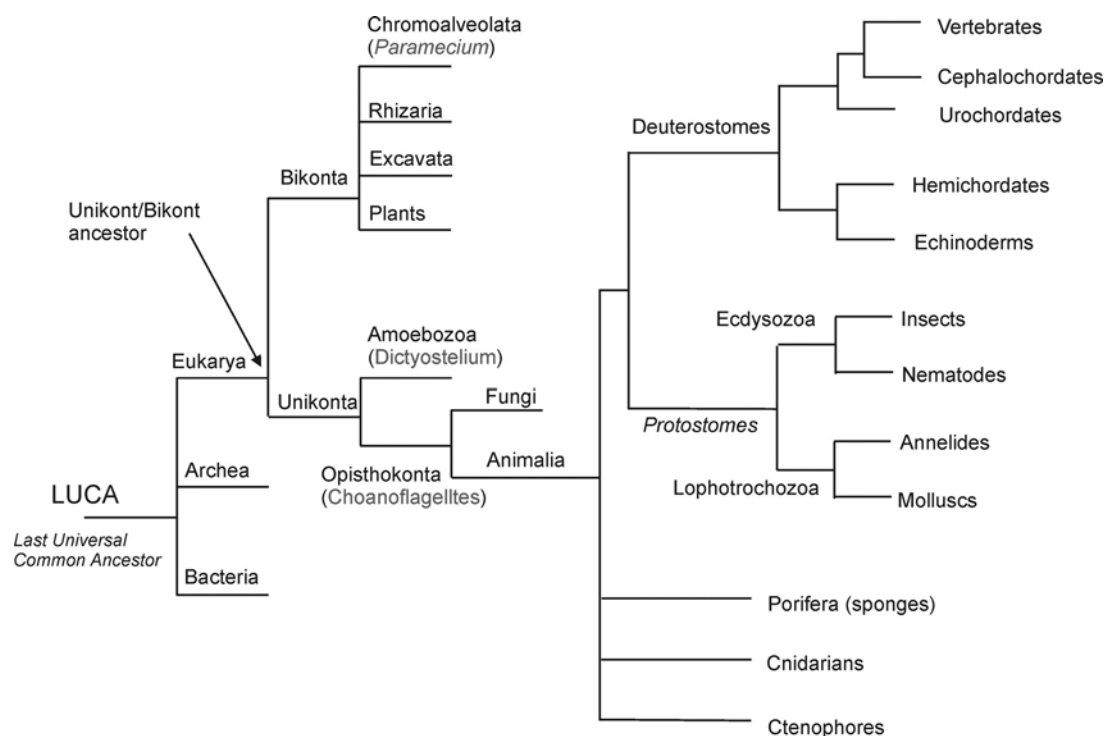 Chromoalveolata
(Paramecium)
Rhizaria
Excavata
Bikonta
Plants
Unikont/Bikont
ancestor
Eukarya
Amoebozoa
(Dictyostelium)
Unikonta
Fungi
Animalia
Opisthokonta
(Choanoflagelltes)
Archea
LUCA
Last Universal
Common Ancestor
Bacteria
Vertebrates
Cephalochordates
Urochordates
Deuterostomes
Hemichordates
Echinoderms
Ecdysozoa
Insects
Nematodes
Protostomes
Annelides
Lophotrochozoa
Molluscs
Porifera (sponges)
Cnidarians
Ctenophores